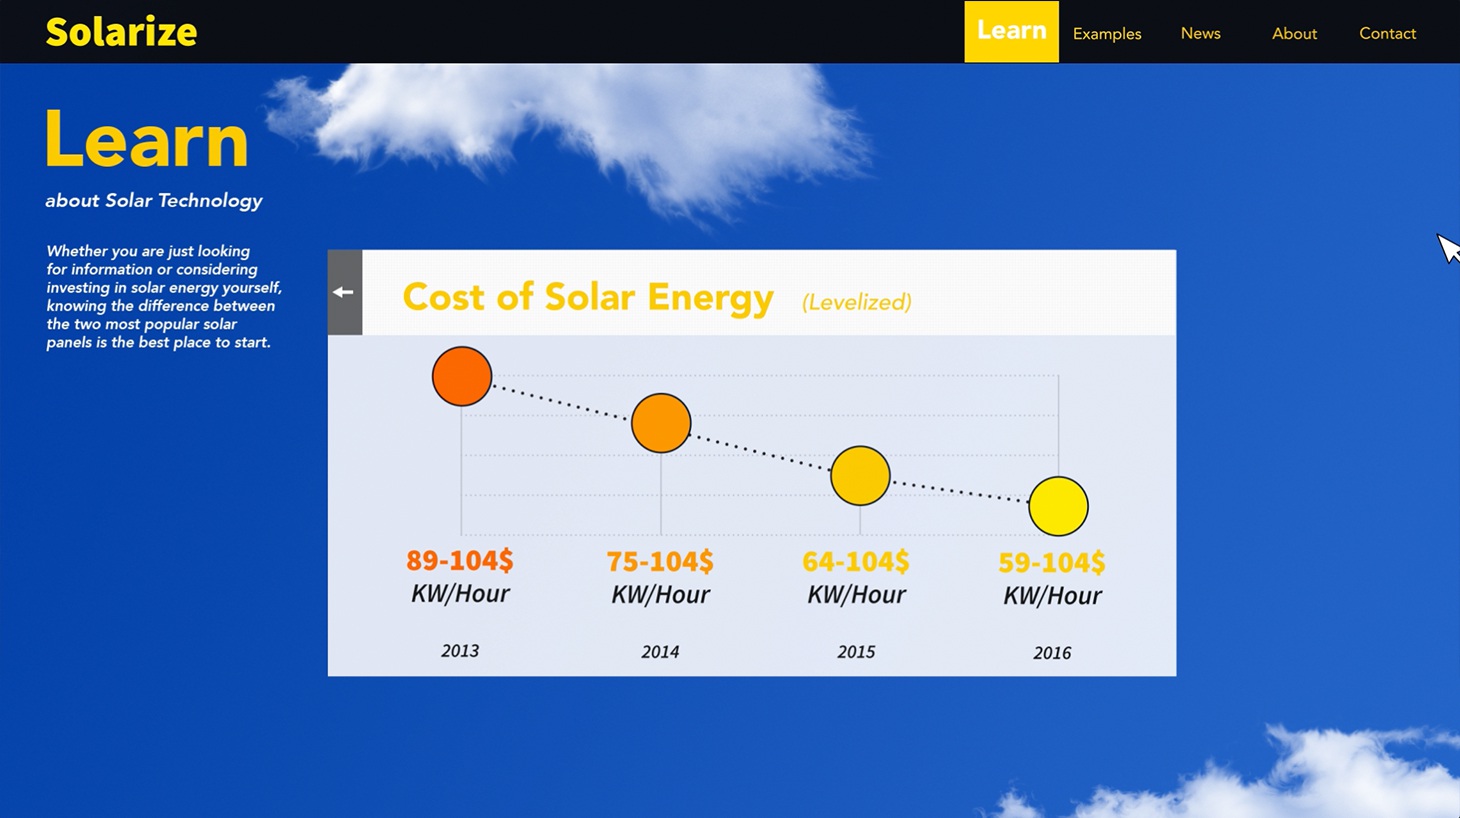 Solarize
Learn
Examples
News
About
Contact
Learn
about Solar Technology
Whether you are just looking
for information or considering
investing in solar energy yourself,
knowing the difference between
the two most popular solar
panels is the best place to start.
Cost of Solar Energy (Levelized)
89-104$
KW/Hour
2013
75-104$
KW/Hour
2014
64-104$
KW/Hour
2015
59-104$
KW/Hour
2016